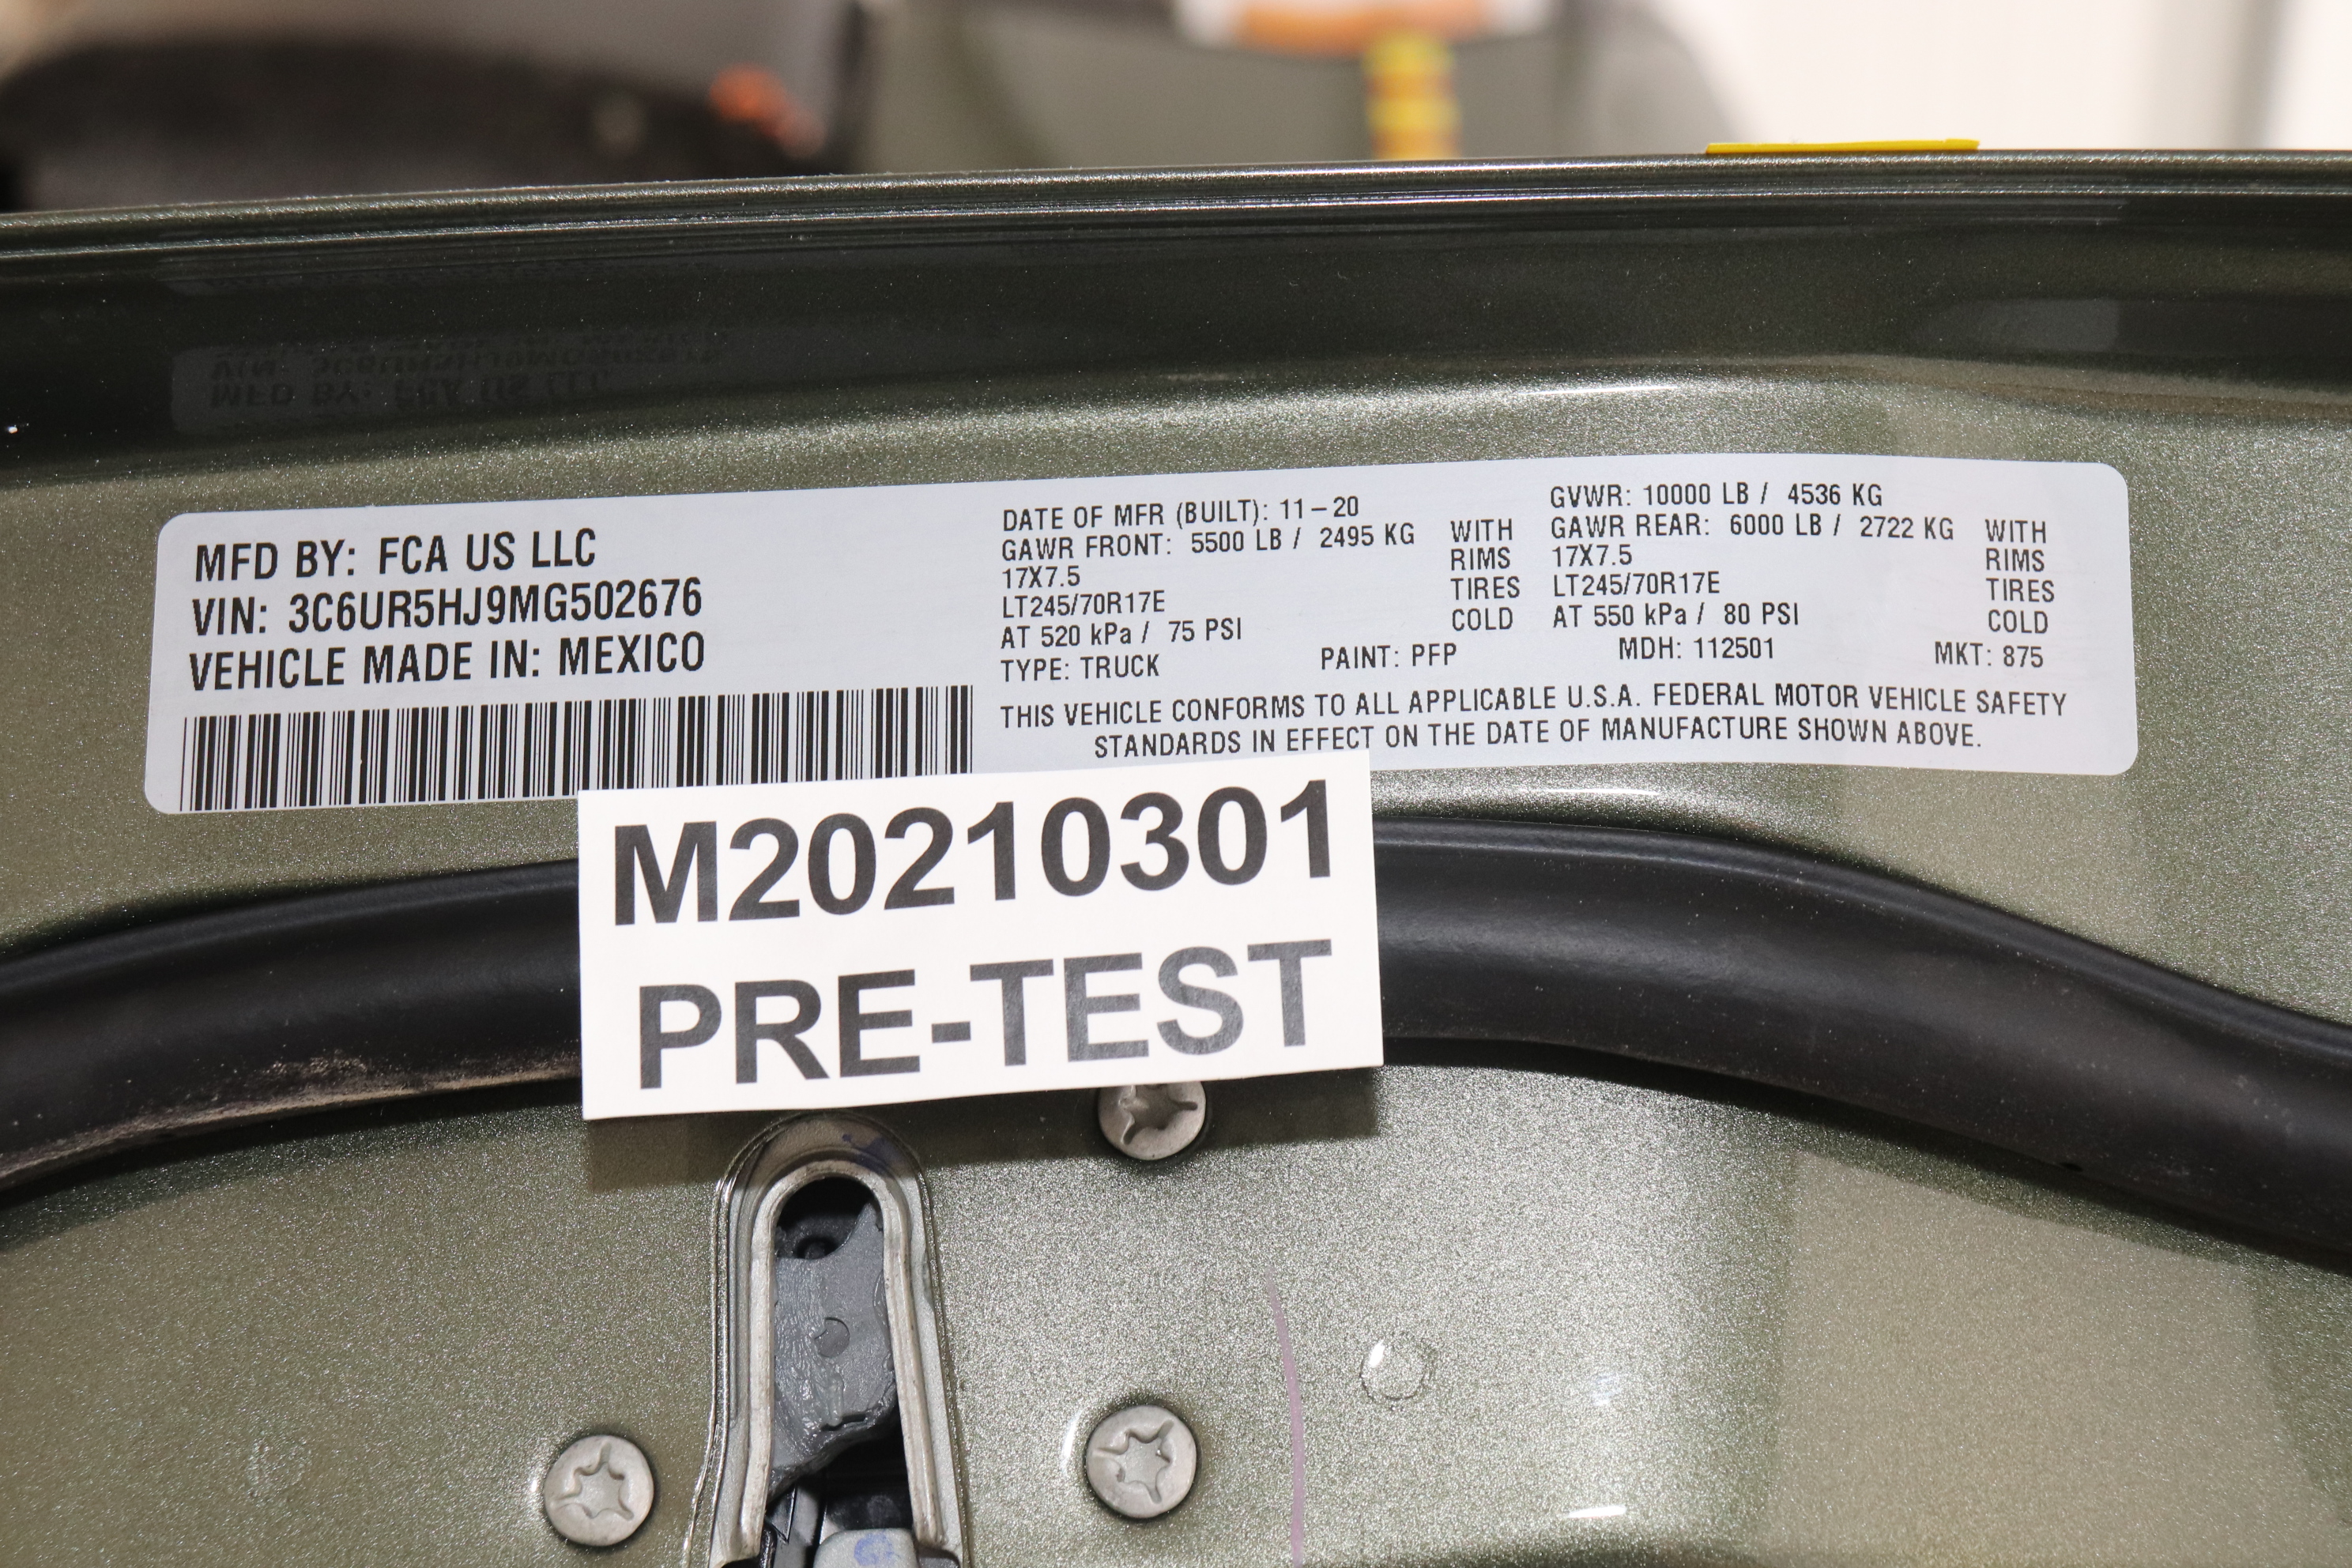 MFD BY: FCA US LLC
VIN: 3C6UR5HJ9MG502676
VEHICLE MADE IN: MEXICO
DATE OF MFR (BUILT): 11-20
GAWR FRONT: 5500 LB / 2495 KG WITH
17X7.5 RIMS
LT245/70R17E TIRES
AT 520 kPa / 75 PSI COLD
GVWR: 10000 LB / 4536 KG
GAWR REAR: 6000 LB / 2722 KG WITH
17X7.5 RIMS
LT245/70R17E TIRES
AT 550 kPa / 80 PSI COLD
TYPE: TRUCK PAINT: PFP MDH: 112501 MKT: 875
THIS VEHICLE CONFORMS TO ALL APPLICABLE U.S.A. FEDERAL MOTOR VEHICLE SAFETY
STANDARDS IN EFFECT ON THE DATE OF MANUFACTURE SHOWN ABOVE.
M20210301
PRE-TEST